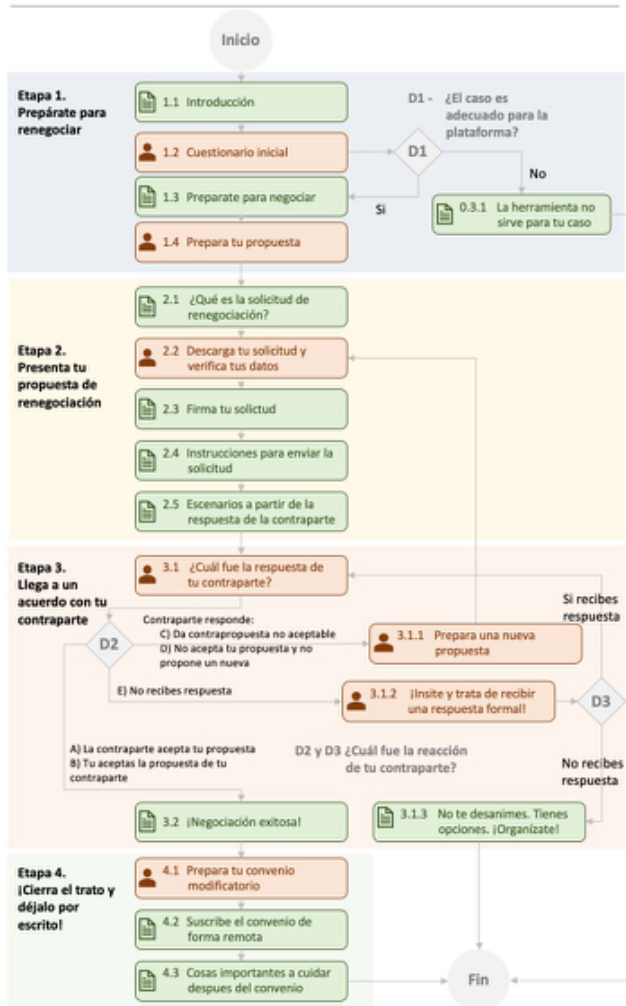 Inicio
Etapa 1.
Prepárate para
renegociar
1.1 Introducción
D1 - ¿El caso es
adecuado para la
plataforma?
1.2 Cuestionario inicial
D1
No
1.3 Preparate para negociar
Si
0.3.1 La herramienta no
sirve para tu caso
1.4 Prepara tu propuesta
Etapa 2.
Presenta tu
propuesta de
renegociación
2.1 ¿Qué es la solicitud de
renegociación?
2.2 Descarga tu solicitud y
verifica tus datos
2.3 Firma tu solictud
2.4 Instrucciones para enviar la
solicitud
2.5 Escenarios a partir de la
respuesta de la contraparte
Etapa 3.
Llega a un
acuerdo con tu
contraparte
3.1 ¿Cuál fue la respuesta de
tu contraparte?
Si recibes
respuesta
D2
Contraparte responde:
C) Da contrapropuesta no aceptable
D) No acepta tu propuesta y no
propone un nueva
3.1.1 Prepara una nueva
propuesta
E) No recibes respuesta
3.1.2 ¡Insite y trata de recibir
una respuesta formal!
D3
A) La contraparte acepta tu propuesta
B) Tu aceptas la propuesta de tu
contraparte
D2 y D3 ¿Cuál fue la reacción
de tu contraparte?
No recibes
respuesta
3.2 ¡Negociación exitosa!
3.1.3 No te desanimes. Tienes
opciones. ¡Organízate!
Etapa 4.
¡Cierra el trato y
déjalo por
escrito!
4.1 Prepara tu convenio
modificatorio
4.2 Suscribe el convenio de
forma remota
4.3 Cosas importantes a cuidar
despues del convenio
Fin